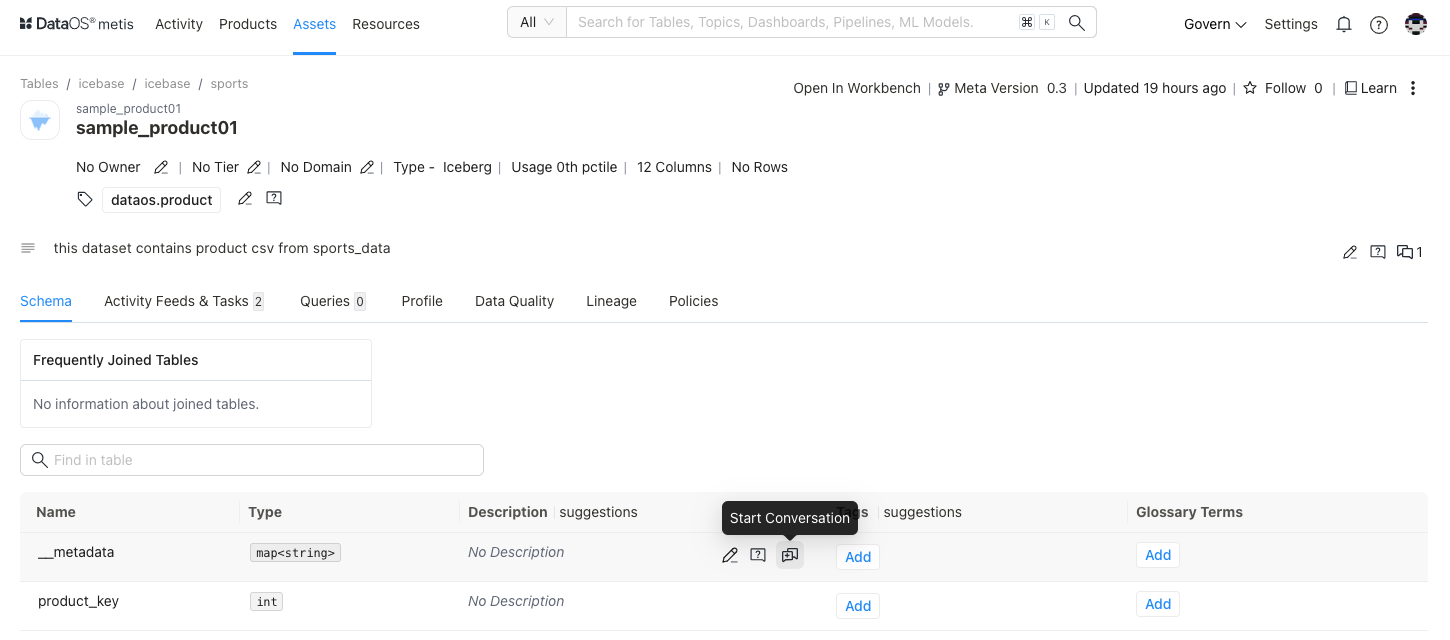 DataOS® metis Activity Products Assets Resources All Search for Tables, Topics, Dashboards, Pipelines, ML Models. ⌘ K Govern Settings
Tables / icebase / icebase / sports
Open In Workbench | Meta Version 0.3 | Updated 19 hours ago | Follow 0 | Learn
sample_product01
sample_product01
No Owner | No Tier | No Domain | Type - Iceberg | Usage 0th pctile | 12 Columns | No Rows
dataos.product
this dataset contains product csv from sports_data
1
Schema Activity Feeds & Tasks 2 Queries 0 Profile Data Quality Lineage Policies
Frequently Joined Tables
No information about joined tables.
Find in table
Name Type Description suggestions Tags suggestions Glossary Terms
Start Conversation
__metadata map<string> No Description Add Add
product_key int No Description Add Add